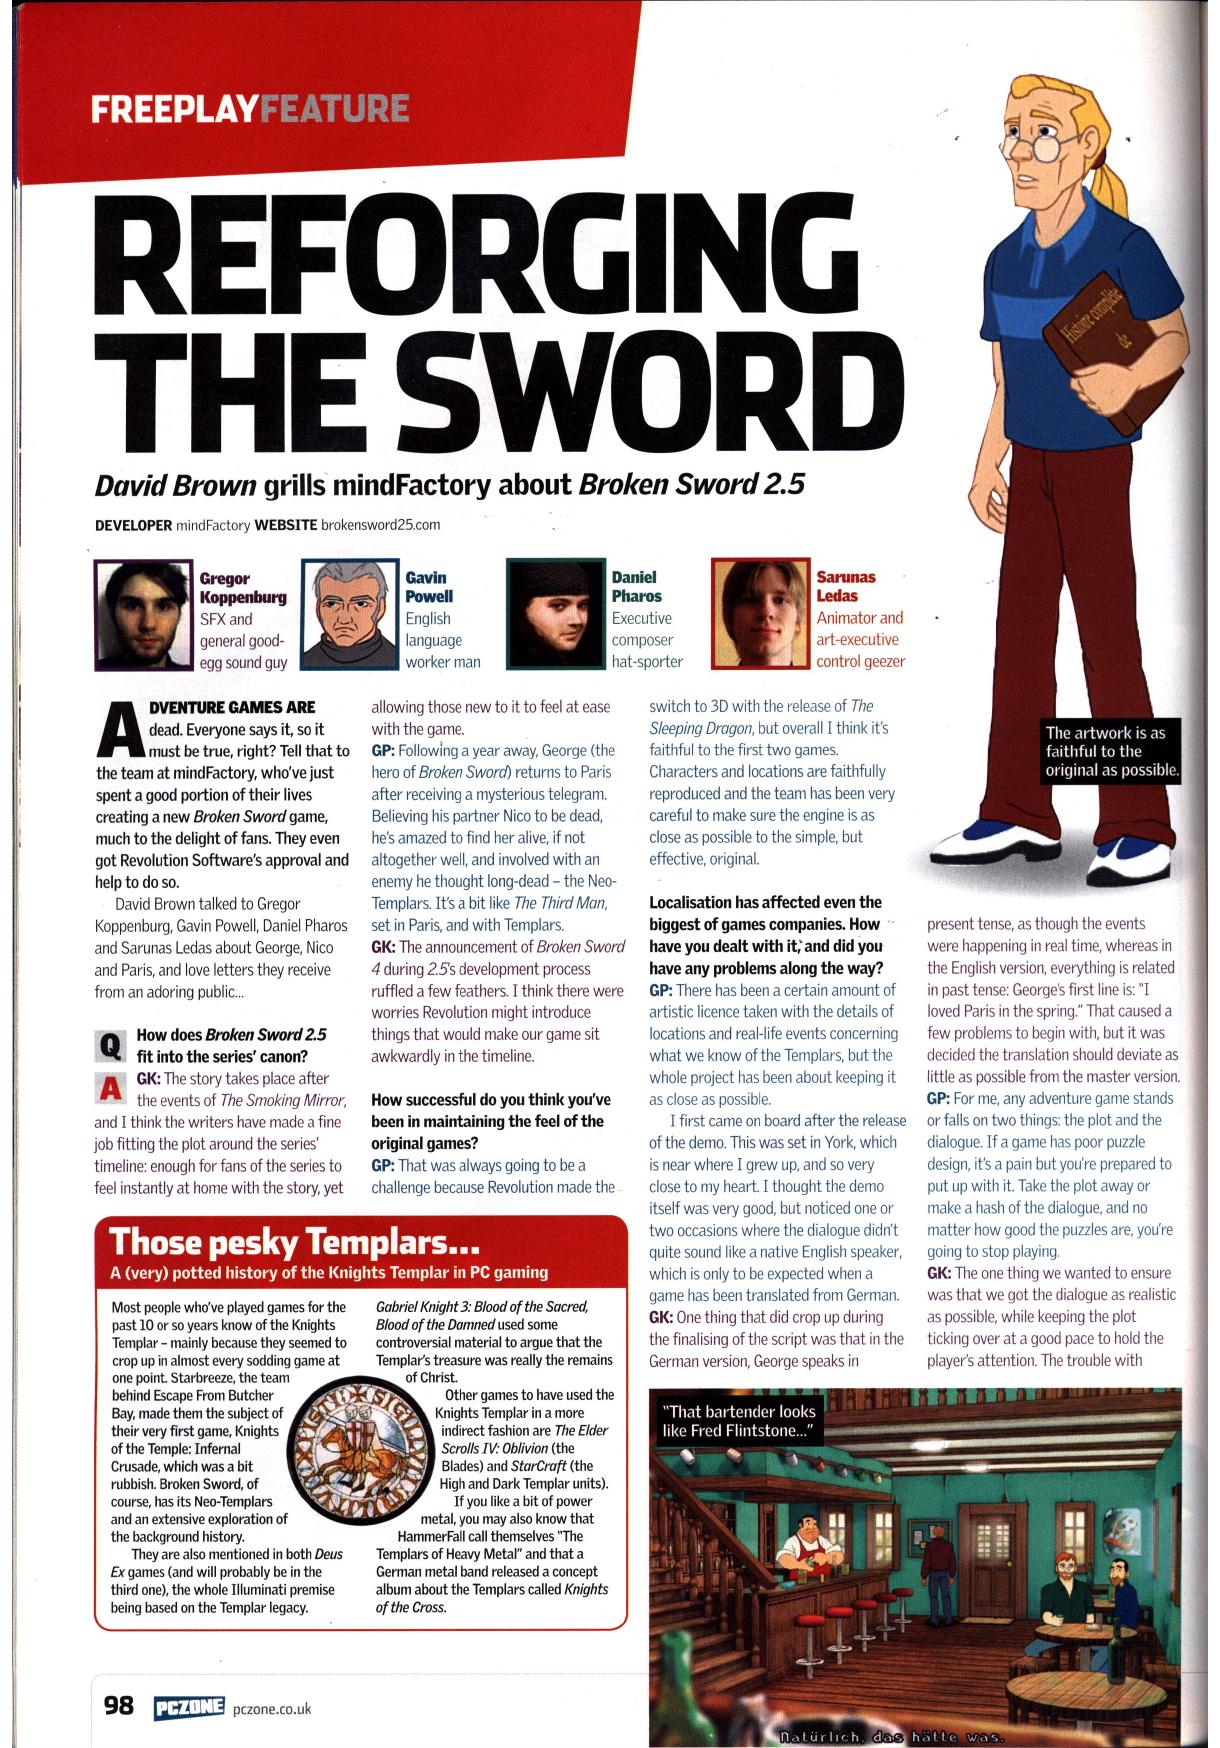 FREEPLAYFEATURE
REFORGING
THE SWORD
David Brown grills mindFactory about Broken Sword 2.5
DEVELOPER mindFactory WEBSITE brokensword25.com
Gregor
Koppenburg
SFX and
general good-
egg sound guy
Gavin
Powell
English
language
worker man
Daniel
Pharos
Executive
composer
hat-sporter
Sarunas
Ledas
Animator and
art-executive
control geezer
ADVENTURE GAMES ARE
dead. Everyone says it, so it
must be true, right? Tell that to
the team at mindFactory, who've just
spent a good portion of their lives
creating a new Broken Sword game,
much to the delight of fans. They even
got Revolution Software's approval and
help to do so.
David Brown talked to Gregor
Koppenburg, Gavin Powell, Daniel Pharos
and Sarunas Ledas about George, Nico
and Paris, and love letters they receive
from an adoring public...
Q How does Broken Sword 2.5
fit into the series' canon?
A GK: The story takes place after
the events of The Smoking Mirror,
and I think the writers have made a fine
job fitting the plot around the series'
timeline: enough for fans of the series to
feel instantly at home with the story, yet
allowing those new to it to feel at ease
with the game.
GP: Following a year away, George (the
hero of Broken Sword) returns to Paris
after receiving a mysterious telegram.
Believing his partner Nico to be dead,
he's amazed to find her alive, if not
altogether well, and involved with an
enemy he thought long-dead – the Neo-
Templars. It's a bit like The Third Man,
set in Paris, and with Templars.
GK: The announcement of Broken Sword
4 during 2.5's development process
ruffled a few feathers. I think there were
worries Revolution might introduce
things that would make our game sit
awkwardly in the timeline.
How successful do you think you've
been in maintaining the feel of the
original games?
GP: That was always going to be a
challenge because Revolution made the
switch to 3D with the release of The
Sleeping Dragon, but overall I think it's
faithful to the first two games.
Characters and locations are faithfully
reproduced and the team has been very
careful to make sure the engine is as
close as possible to the simple, but
effective, original.
Localisation has affected even the
biggest of games companies. How
have you dealt with it, and did you
have any problems along the way?
GP: There has been a certain amount of
artistic licence taken with the details of
locations and real-life events concerning
what we know of the Templars, but the
whole project has been about keeping it
as close as possible.
I first came on board after the release
of the demo. This was set in York, which
is near where I grew up, and so very
close to my heart. I thought the demo
itself was very good, but noticed one or
two occasions where the dialogue didn't
quite sound like a native English speaker,
which is only to be expected when a
game has been translated from German.
GK: One thing that did crop up during
the finalising of the script was that in the
German version, George speaks in
present tense, as though the events
were happening in real time, whereas in
the English version, everything is related
in past tense: George's first line is: "I
loved Paris in the spring." That caused a
few problems to begin with, but it was
decided the translation should deviate as
little as possible from the master version.
GP: For me, any adventure game stands
or falls on two things: the plot and the
dialogue. If a game has poor puzzle
design, it's a pain but you're prepared to
put up with it. Take the plot away or
make a hash of the dialogue, and no
matter how good the puzzles are, you're
going to stop playing.
GK: The one thing we wanted to ensure
was that we got the dialogue as realistic
as possible, while keeping the plot
ticking over at a good pace to hold the
player's attention. The trouble with
Histoire complète
de
The artwork is as
faithful to the
original as possible.
Those pesky Templars...
A (very) potted history of the Knights Templar in PC gaming
Most people who've played games for the
past 10 or so years know of the Knights
Templar – mainly because they seemed to
crop up in almost every sodding game at
one point. Starbreeze, the team
behind Escape From Butcher
Bay, made them the subject of
their very first game, Knights
of the Temple: Infernal
Crusade, which was a bit
rubbish. Broken Sword, of
course, has its Neo-Templars
and an extensive exploration of
the background history.
They are also mentioned in both Deus
Ex games (and will probably be in the
third one), the whole Illuminati premise
being based on the Templar legacy.
Gabriel Knight 3: Blood of the Sacred,
Blood of the Damned used some
controversial material to argue that the
Templar's treasure was really the remains
of Christ.
Other games to have used the
Knights Templar in a more
indirect fashion are The Elder
Scrolls IV: Oblivion (the
Blades) and StarCraft (the
High and Dark Templar units).
If you like a bit of power
metal, you may also know that
HammerFall call themselves "The
Templars of Heavy Metal" and that a
German metal band released a concept
album about the Templars called Knights
of the Cross.
"That bartender looks
like Fred Flintstone..."
Natürlich, das hätte was.
98 PCZONE pczone.co.uk